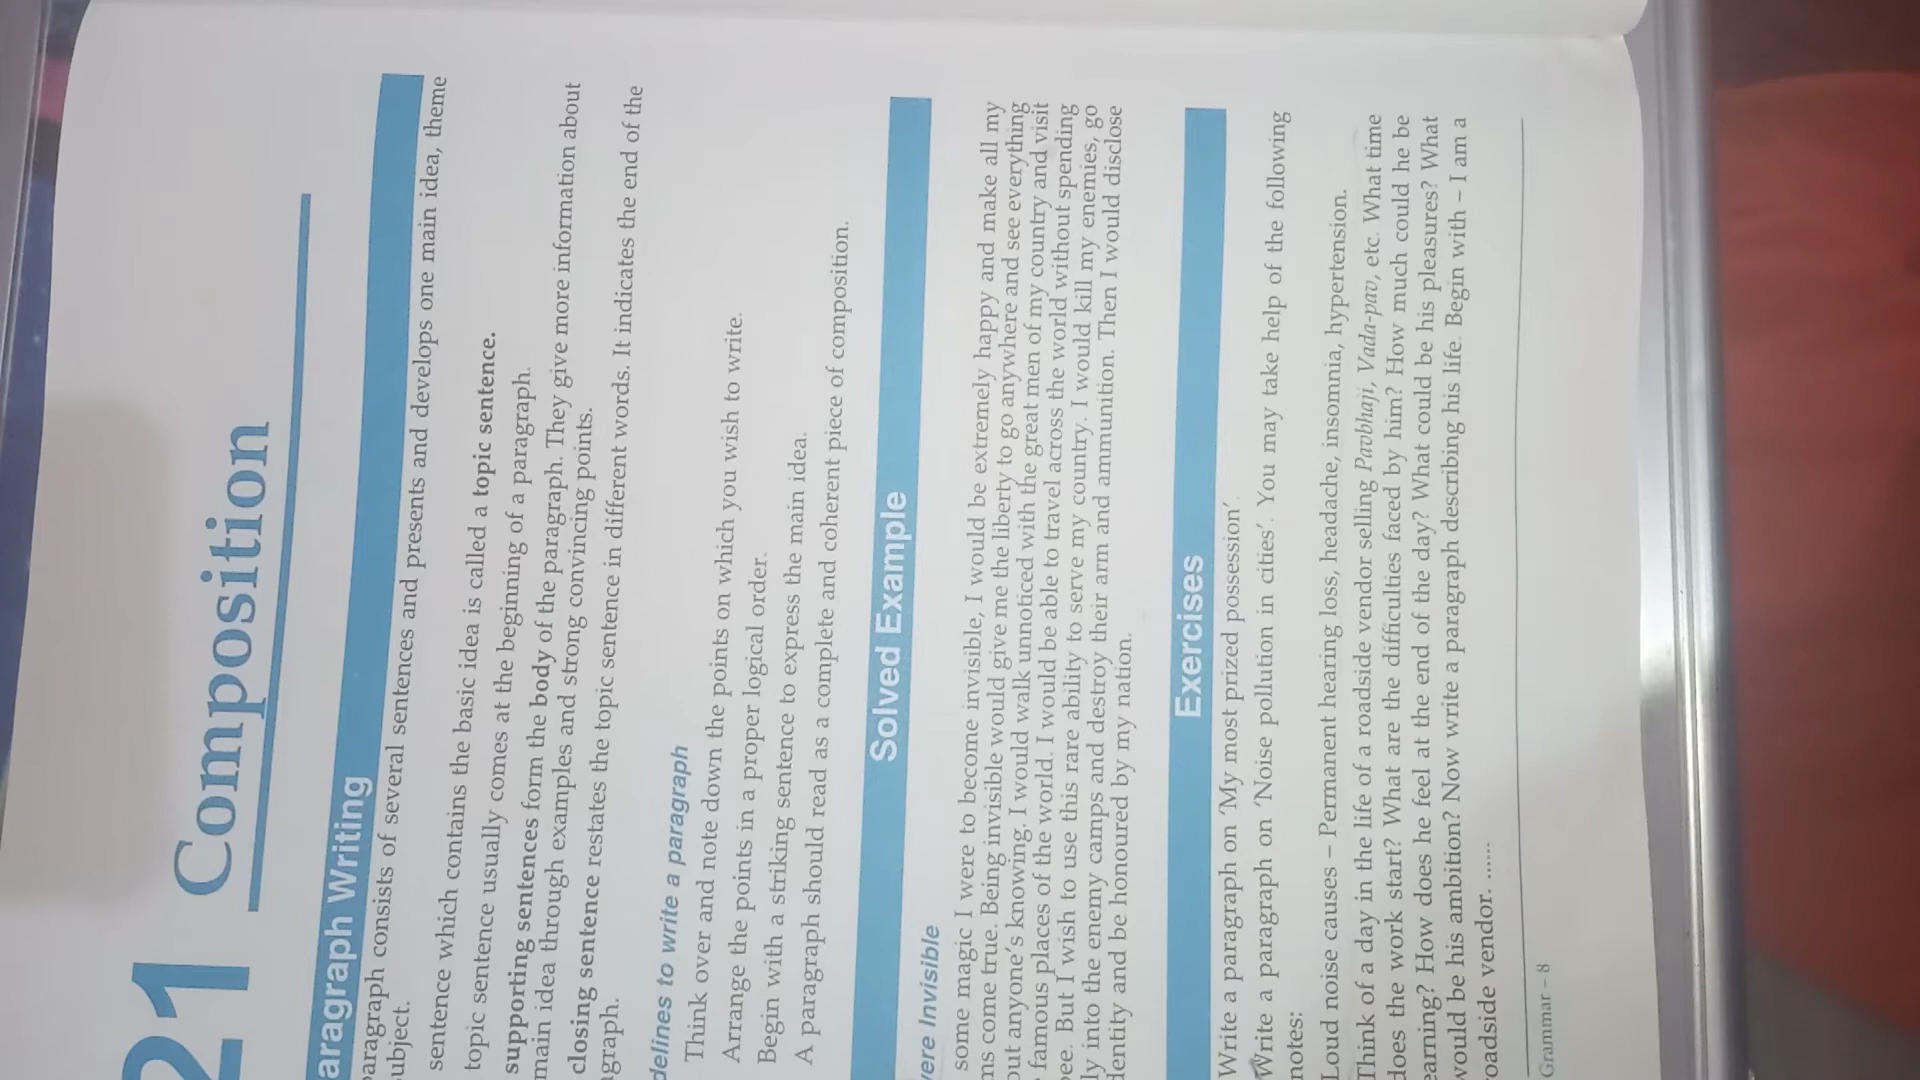 21 Composition
aragraph Writing
paragraph consists of several sentences and presents and develops one main idea, theme
ubject.
sentence which contains the basic idea is called a topic sentence.
topic sentence usually comes at the beginning of a paragraph.
supporting sentences form the body of the paragraph. They give more information about
main idea through examples and strong convincing points.
closing sentence restates the topic sentence in different words. It indicates the end of the
graph.
delines to write a paragraph
Think over and note down the points on which you wish to write.
Arrange the points in a proper logical order.
Begin with a striking sentence to express the main idea.
A paragraph should read as a complete and coherent piece of composition.
Solved Example
vere Invisible
some magic I were to become invisible, I would be extremely happy and make all my
ms come true. Being invisible would give me the liberty to go anywhere and see everything
out anyone's knowing. I would walk unnoticed with the great men of my country and visit
famous places of the world. I would be able to travel across the world without spending
pee. But I wish to use this rare ability to serve my country. I would kill my enemies, go
ly into the enemy camps and destroy their arm and ammunition. Then I would disclose
dentity and be honoured by my nation.
Exercises
Write a paragraph on 'My most prized possession'.
Write a paragraph on 'Noise pollution in cities'. You may take help of the following
notes:
Loud noise causes – Permanent hearing loss, headache, insomnia, hypertension.
Think of a day in the life of a roadside vendor selling Pavbhaji, Vada-pav, etc. What time
does the work start? What are the difficulties faced by him? How much could he be
earning? How does he feel at the end of the day? What could be his pleasures? What
would be his ambition? Now write a paragraph describing his life. Begin with – I am a
roadside vendor. ......
Grammar – 8